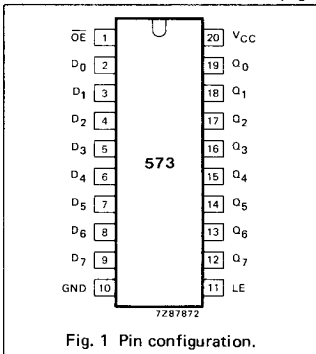 OE 1 20 VCC
D0 2 19 Q0
D1 3 18 Q1
D2 4 17 Q2
D3 5 16 Q3
573
D4 6 15 Q4
D5 7 14 Q5
D6 8 13 Q6
D7 9 12 Q7
GND 10 11 LE
7Z87872
Fig. 1 Pin configuration.